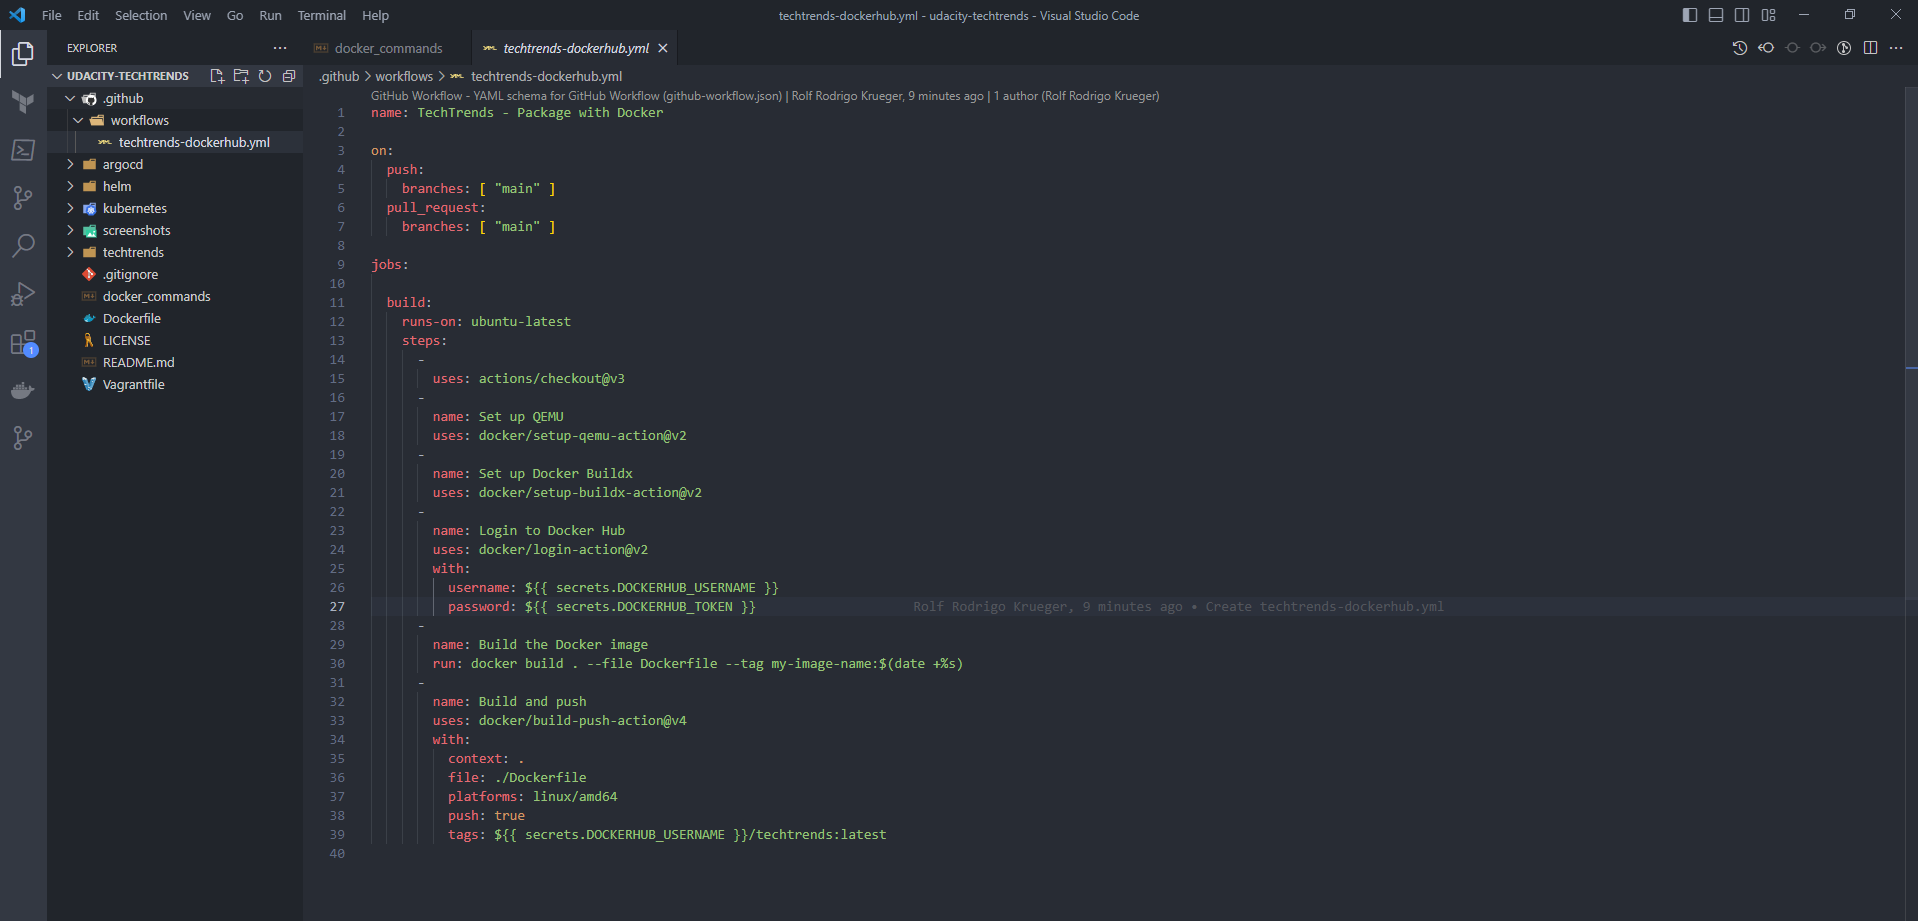 File Edit Selection View Go Run Terminal Help
techtrends-dockerhub.yml - udacity-techtrends - Visual Studio Code
EXPLORER
UDACITY-TECHTRENDS
.github
workflows
techtrends-dockerhub.yml
argocd
helm
kubernetes
screenshots
techtrends
.gitignore
docker_commands
Dockerfile
LICENSE
README.md
Vagrantfile
1
docker_commands
techtrends-dockerhub.yml
.github > workflows > techtrends-dockerhub.yml
GitHub Workflow - YAML schema for GitHub Workflow (github-workflow.json) | Rolf Rodrigo Krueger, 9 minutes ago | 1 author (Rolf Rodrigo Krueger)
1 name: TechTrends - Package with Docker
2
3 on:
4 push:
5 branches: [ "main" ]
6 pull_request:
7 branches: [ "main" ]
8
9 jobs:
10
11 build:
12 runs-on: ubuntu-latest
13 steps:
14 -
15 uses: actions/checkout@v3
16 -
17 name: Set up QEMU
18 uses: docker/setup-qemu-action@v2
19 -
20 name: Set up Docker Buildx
21 uses: docker/setup-buildx-action@v2
22 -
23 name: Login to Docker Hub
24 uses: docker/login-action@v2
25 with:
26 username: ${{ secrets.DOCKERHUB_USERNAME }}
27 password: ${{ secrets.DOCKERHUB_TOKEN }} Rolf Rodrigo Krueger, 9 minutes ago • Create techtrends-dockerhub.yml
28 -
29 name: Build the Docker image
30 run: docker build . --file Dockerfile --tag my-image-name:$(date +%s)
31 -
32 name: Build and push
33 uses: docker/build-push-action@v4
34 with:
35 context: .
36 file: ./Dockerfile
37 platforms: linux/amd64
38 push: true
39 tags: ${{ secrets.DOCKERHUB_USERNAME }}/techtrends:latest
40